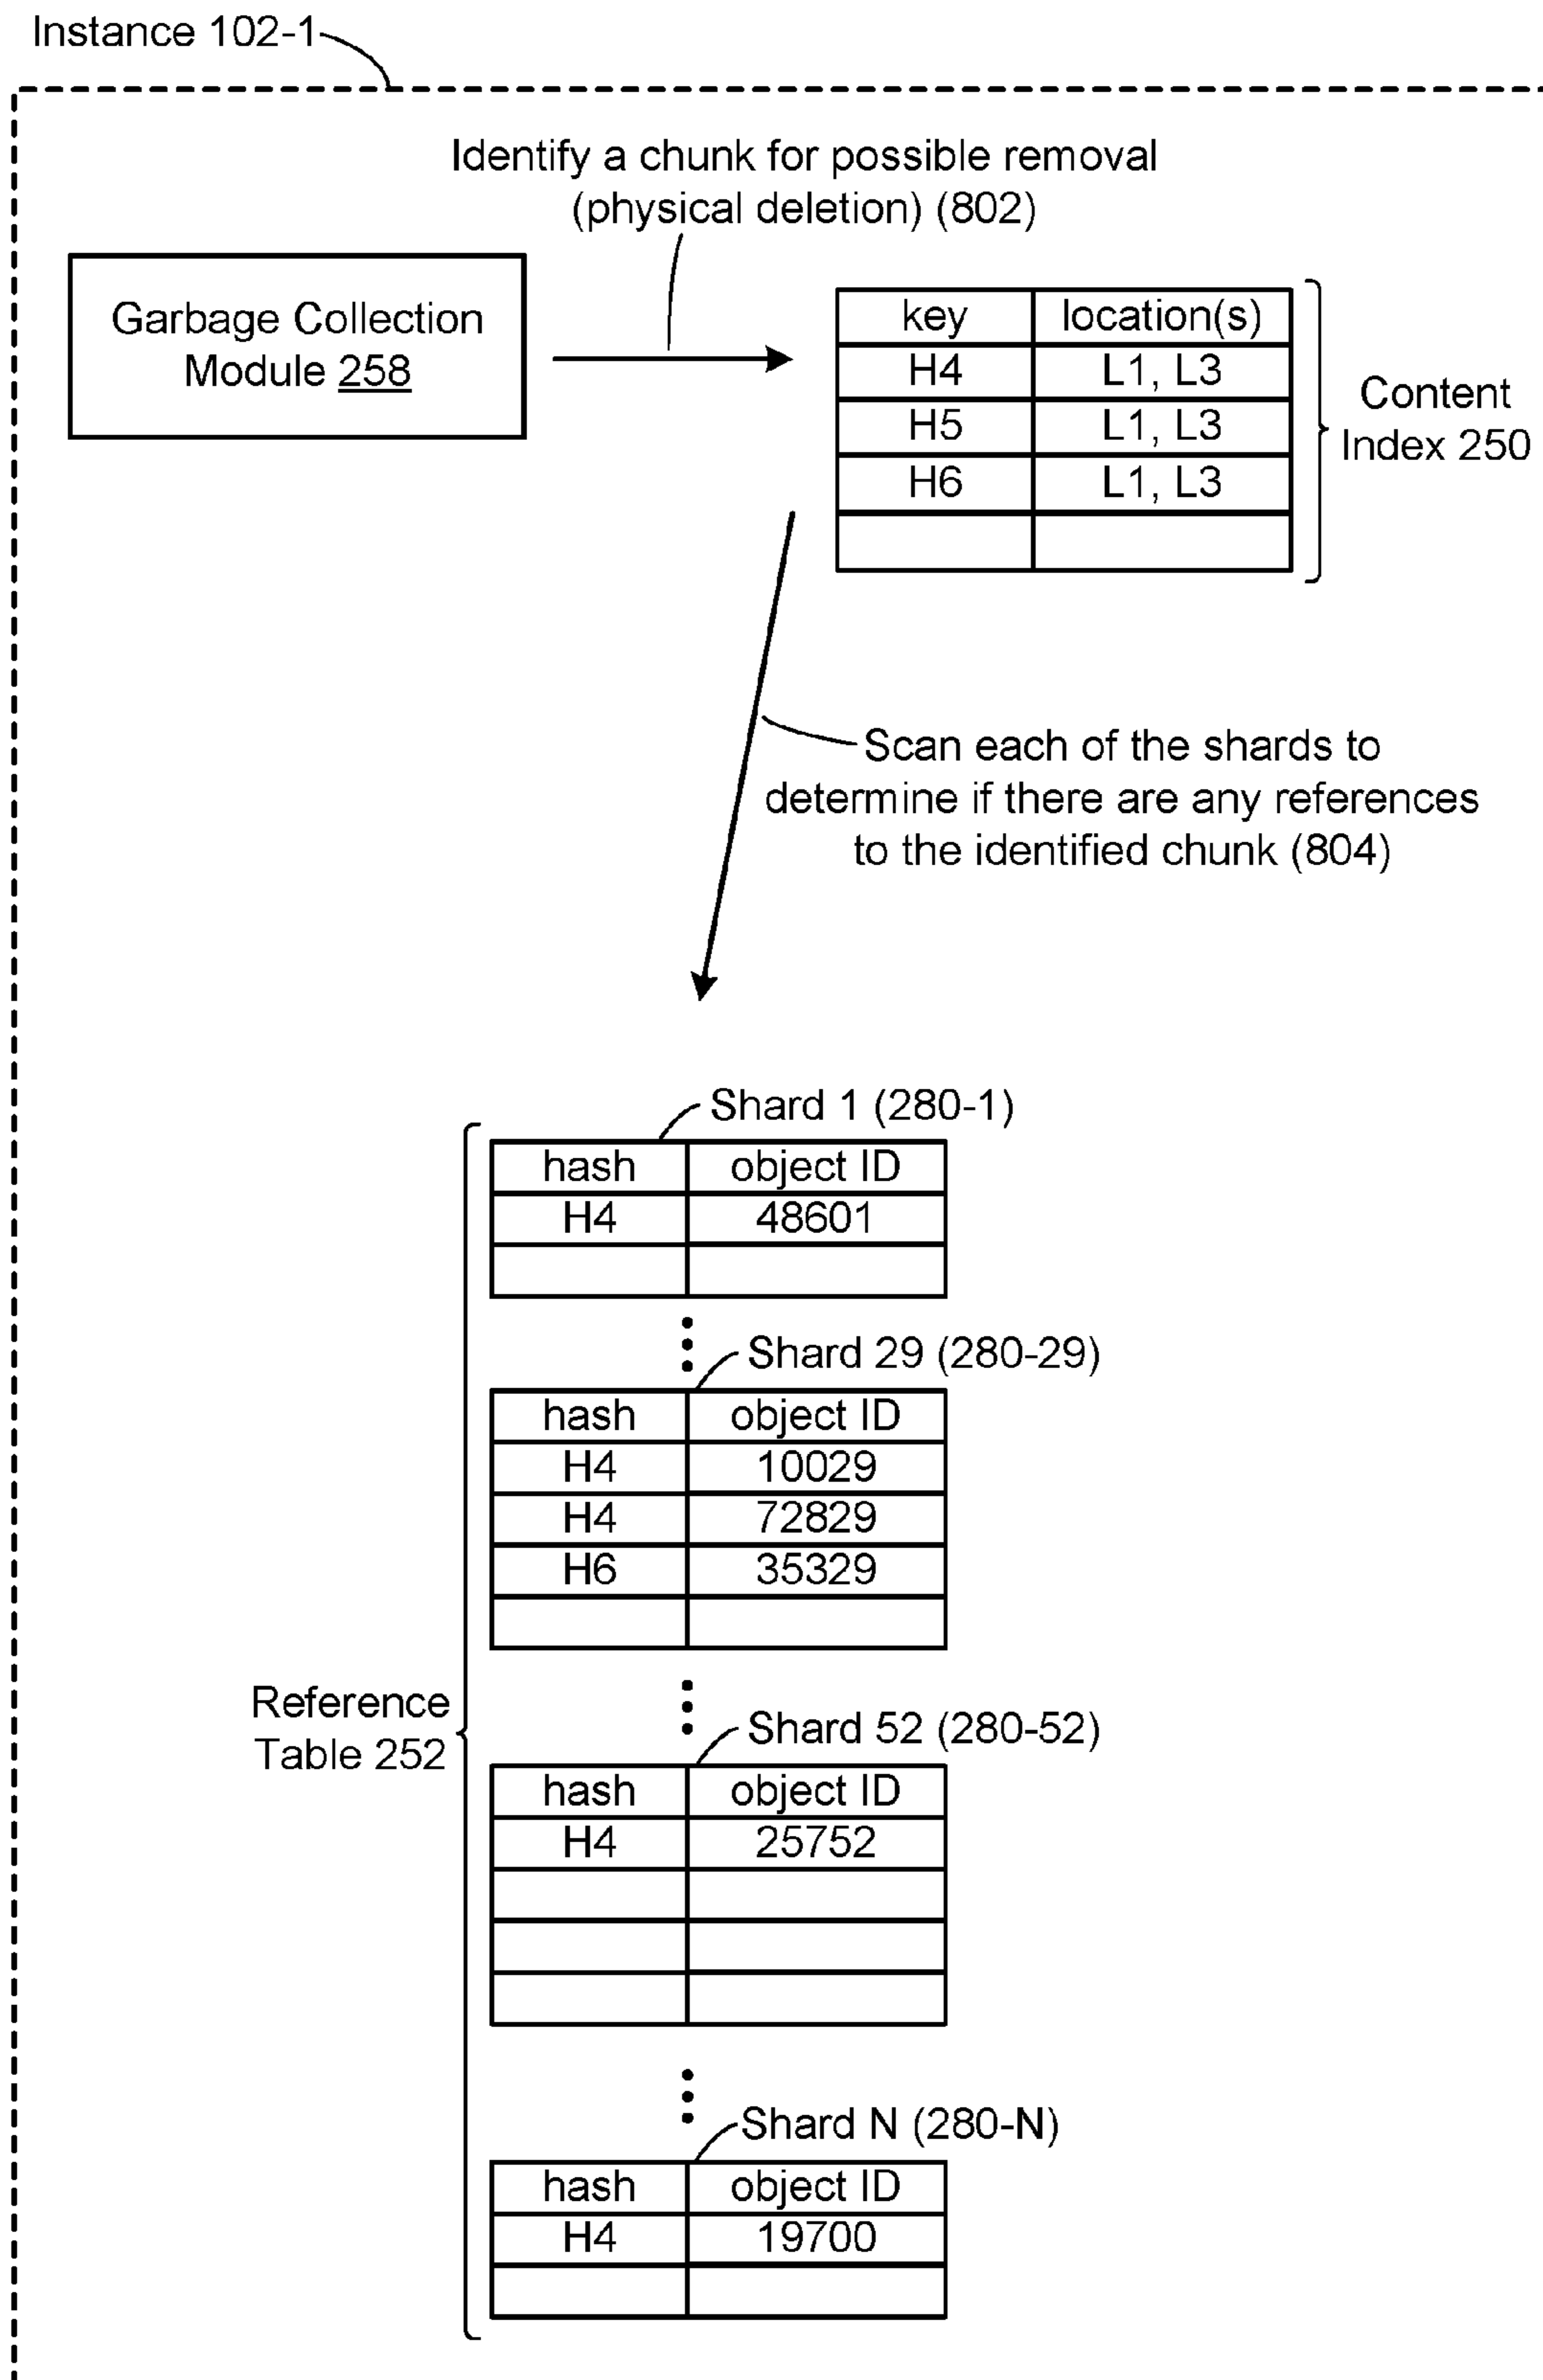 Instance 102-1
Identify a chunk for possible removal
(physical deletion) (802)
Garbage Collection
Module 258
key location(s)
H4 L1, L3
H5 L1, L3
H6 L1, L3
Content
Index 250
Scan each of the shards to
determine if there are any references
to the identified chunk (804)
Shard 1 (280-1)
hash object ID
H4 48601
Shard 29 (280-29)
hash object ID
H4 10029
H4 72829
H6 35329
Reference
Table 252
Shard 52 (280-52)
hash object ID
H4 25752
Shard N (280-N)
hash object ID
H4 19700